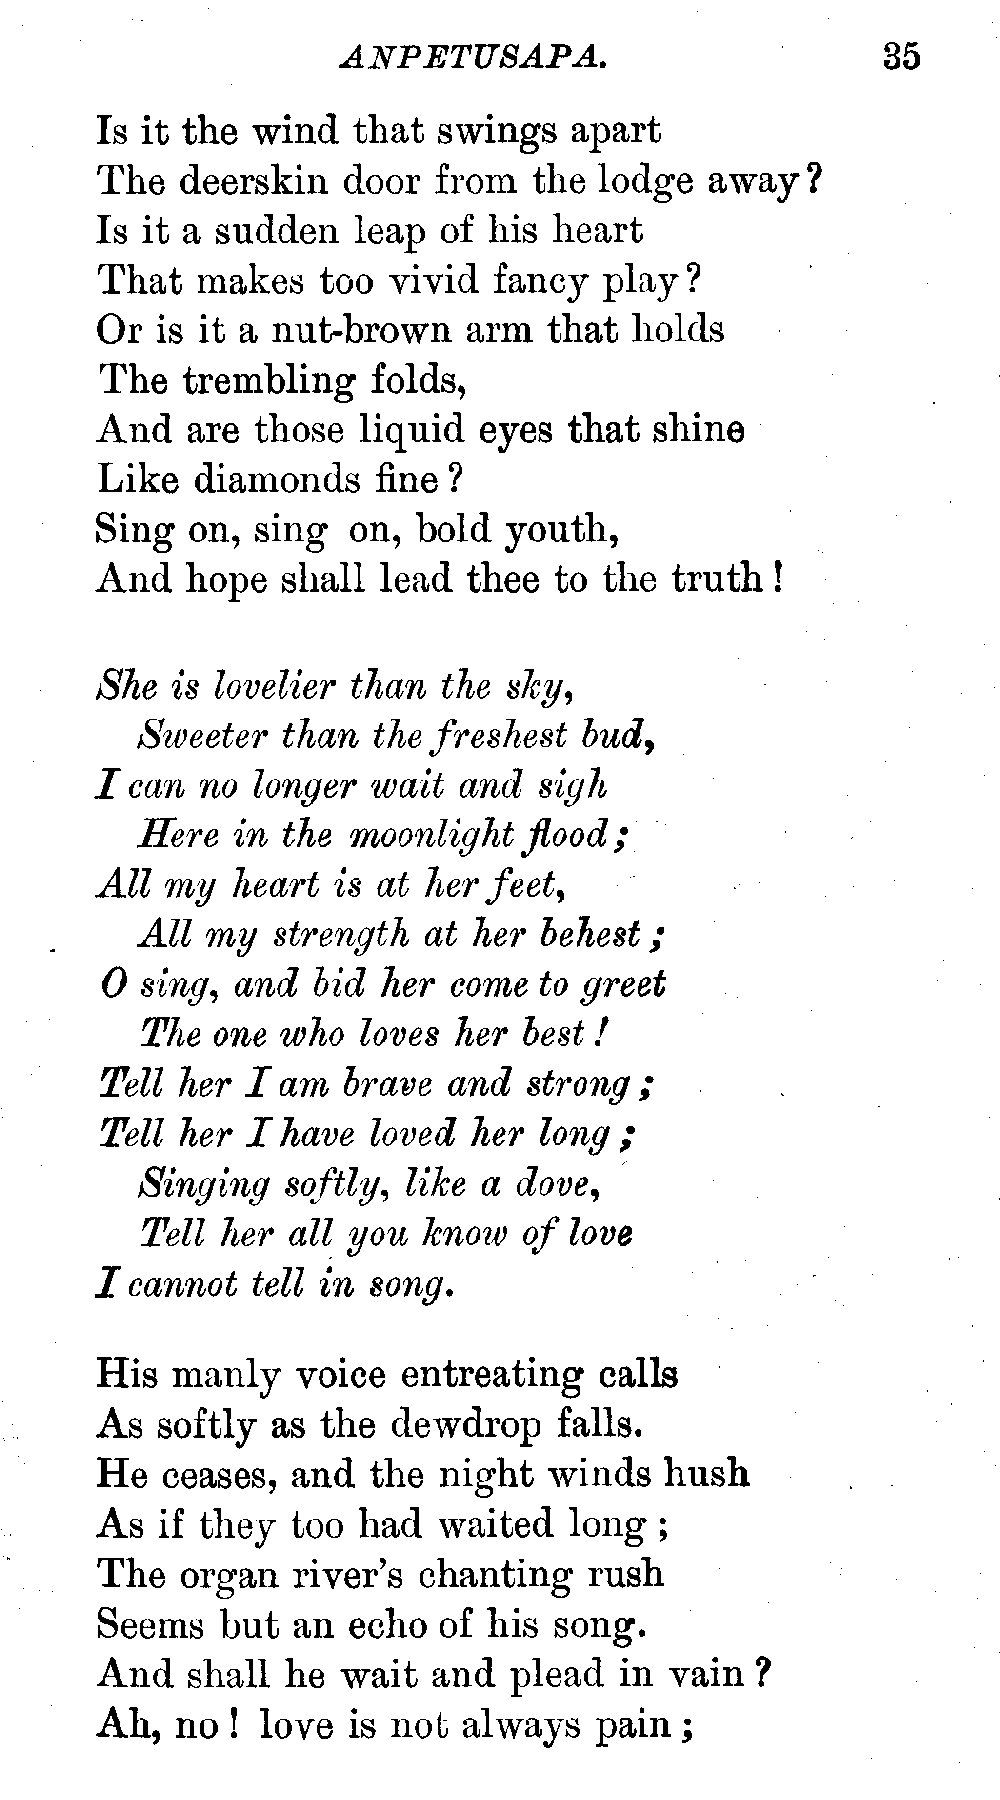 ANPETUSAPA. 35
Is it the wind that swings apart
The deerskin door from the lodge away?
Is it a sudden leap of his heart
That makes too vivid fancy play?
Or is it a nut-brown arm that holds
The trembling folds,
And are those liquid eyes that shine
Like diamonds fine?
Sing on, sing on, bold youth,
And hope shall lead thee to the truth!
She is lovelier than the sky,
Sweeter than the freshest bud,
I can no longer wait and sigh
Here in the moonlight flood;
All my heart is at her feet,
All my strength at her behest;
O sing, and bid her come to greet
The one who loves her best!
Tell her I am brave and strong;
Tell her I have loved her long;
Singing softly, like a dove,
Tell her all you know of love
I cannot tell in song.
His manly voice entreating calls
As softly as the dewdrop falls.
He ceases, and the night winds hush
As if they too had waited long;
The organ river's chanting rush
Seems but an echo of his song.
And shall he wait and plead in vain?
Ah, no! love is not always pain;